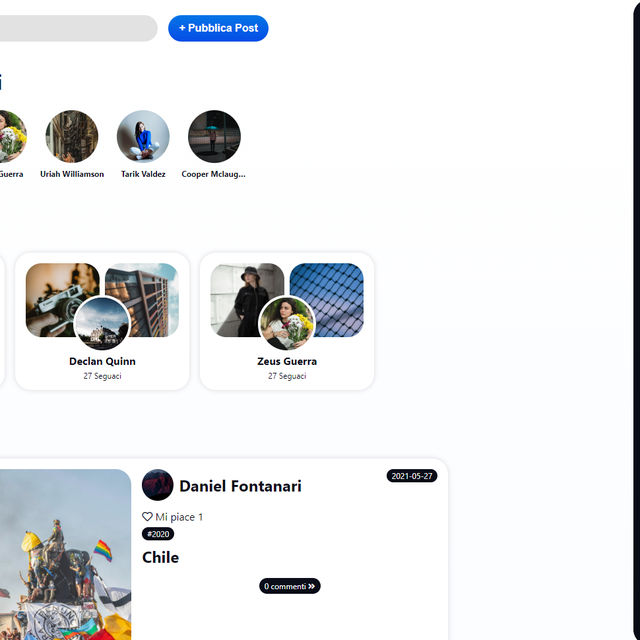 + Pubblica Post
i
Guerra
Uriah Williamson
Tarik Valdez
Cooper Mclaug...
Declan Quinn
27 Seguaci
Zeus Guerra
27 Seguaci
Daniel Fontanari
2021-05-27
Mi piace 1
#2020
Chile
0 commenti